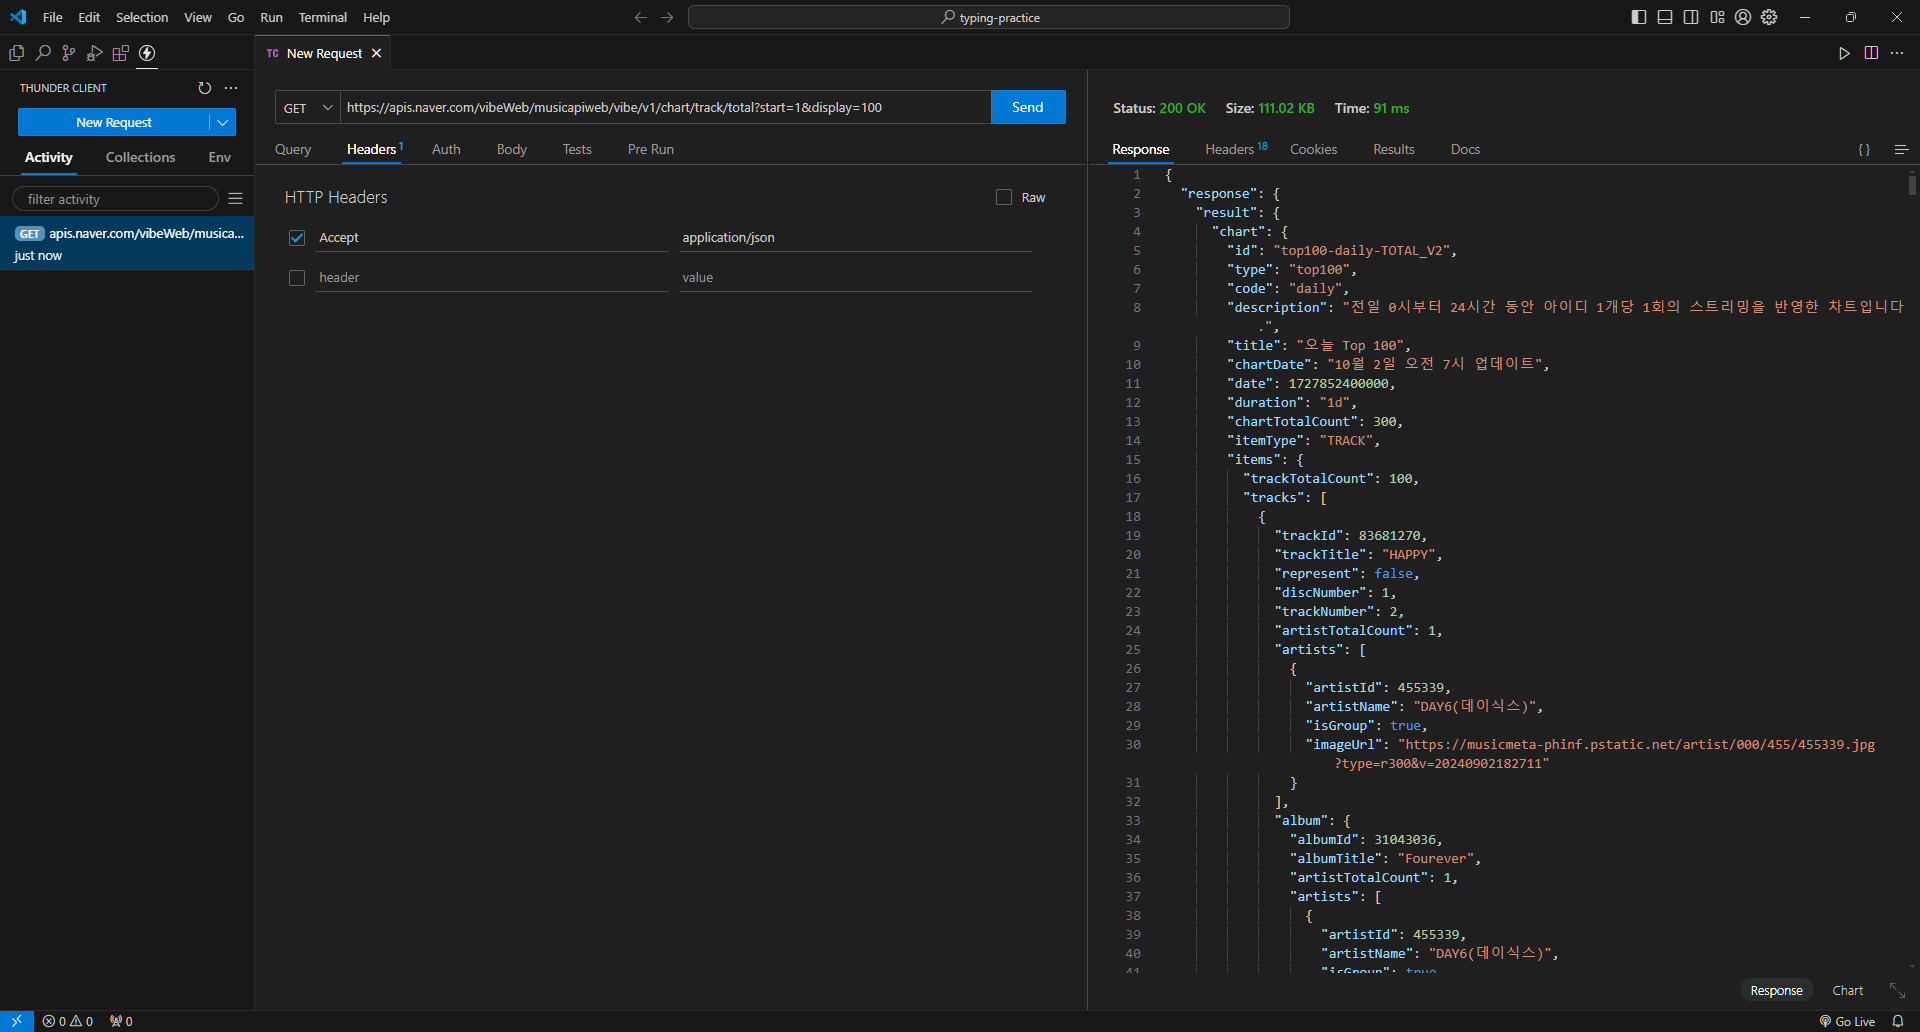 File Edit Selection View Go Run Terminal Help
typing-practice
TC New Request
THUNDER CLIENT
New Request
Activity Collections Env
filter activity
GET apis.naver.com/vibeWeb/musica...
just now
GET https://apis.naver.com/vibeWeb/musicapiweb/vibe/v1/chart/track/total?start=1&display=100 Send
Query Headers 1 Auth Body Tests Pre Run
HTTP Headers Raw
Accept application/json
header value
Status: 200 OK Size: 111.02 KB Time: 91 ms
Response Headers 18 Cookies Results Docs
{}
1 {
2 "response": {
3 "result": {
4 "chart": {
5 "id": "top100-daily-TOTAL_V2",
6 "type": "top100",
7 "code": "daily",
8 "description": "전일 0시부터 24시간 동안 아이디 1개당 1회의 스트리밍을 반영한 차트입니다
.",
9 "title": "오늘 Top 100",
10 "chartDate": "10월 2일 오전 7시 업데이트",
11 "date": 1727852400000,
12 "duration": "1d",
13 "chartTotalCount": 300,
14 "itemType": "TRACK",
15 "items": {
16 "trackTotalCount": 100,
17 "tracks": [
18 {
19 "trackId": 83681270,
20 "trackTitle": "HAPPY",
21 "represent": false,
22 "discNumber": 1,
23 "trackNumber": 2,
24 "artistTotalCount": 1,
25 "artists": [
26 {
27 "artistId": 455339,
28 "artistName": "DAY6(데이식스)",
29 "isGroup": true,
30 "imageUrl": "https://musicmeta-phinf.pstatic.net/artist/000/455/455339.jpg
?type=r300&v=20240902182711"
31 }
32 ],
33 "album": {
34 "albumId": 31043036,
35 "albumTitle": "Fourever",
36 "artistTotalCount": 1,
37 "artists": [
38 {
39 "artistId": 455339,
40 "artistName": "DAY6(데이식스)",
41 "isGroup": true
Response Chart
0 0 0
Go Live